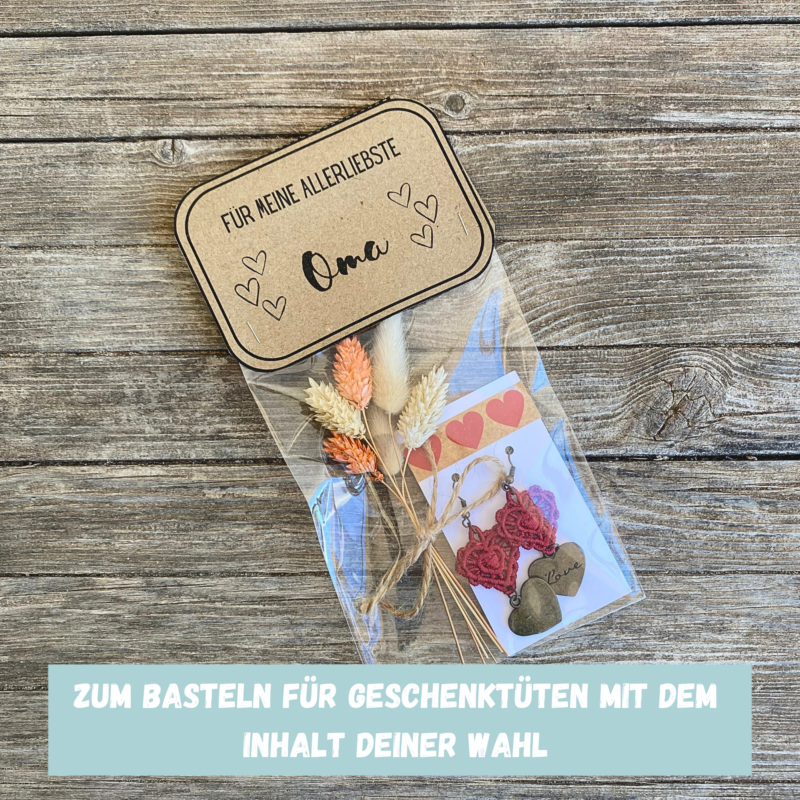 FÜR MEINE ALLERLIEBSTE
Oma
Love
ZUM BASTELN FÜR GESCHENKTÜTEN MIT DEM
INHALT DEINER WAHL